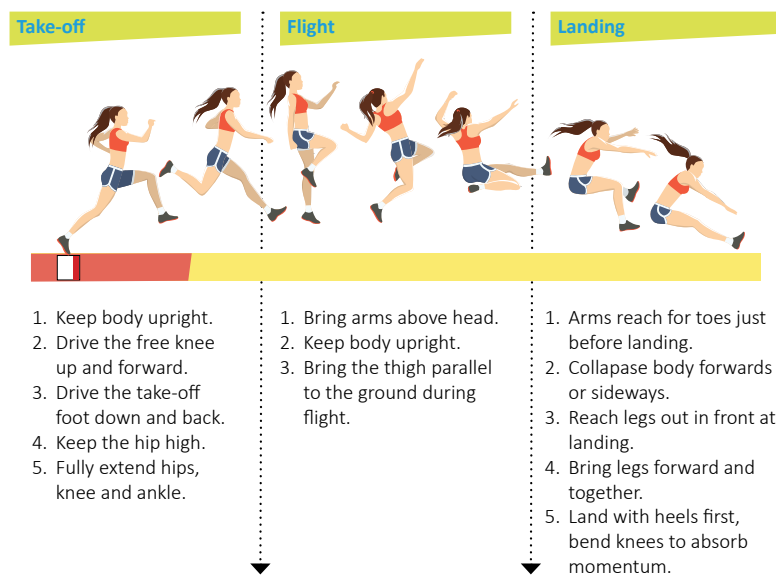 Take-off
1. Keep body upright.
2. Drive the free knee
up and forward.
3. Drive the take-off
foot down and back.
4. Keep the hip high.
5. Fully extend hips,
knee and ankle.
Flight
1. Bring arms above head.
2. Keep body upright.
3. Bring the thigh parallel
to the ground during
flight.
Landing
1. Arms reach for toes just
before landing.
2. Collapase body forwards
or sideways.
3. Reach legs out in front at
landing.
4. Bring legs forward and
together.
5. Land with heels first,
bend knees to absorb
momentum.